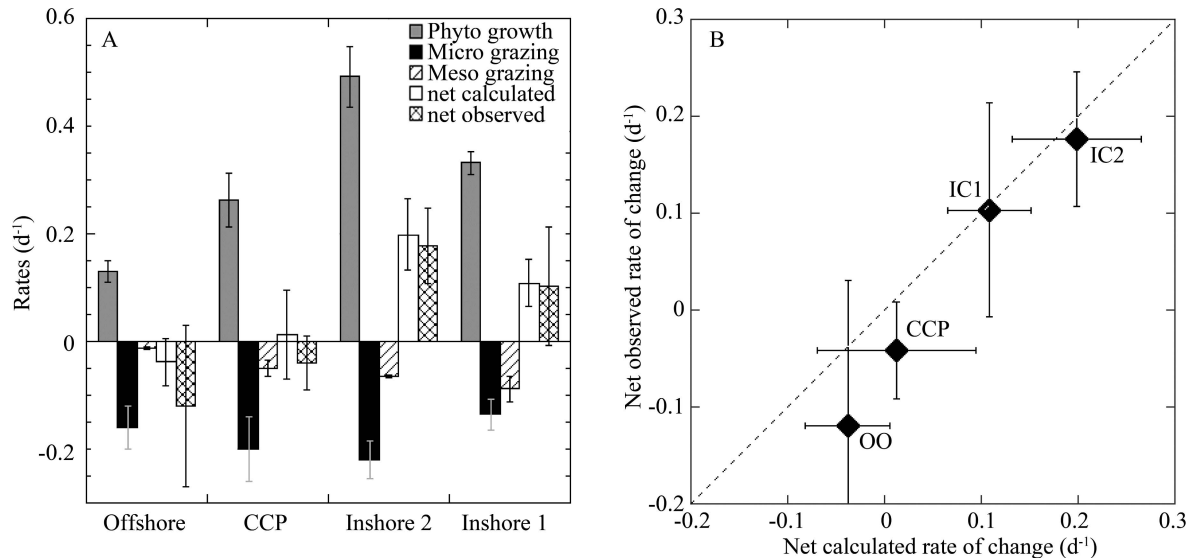 A
Phyto growth
Micro grazing
Meso grazing
net calculated
net observed
0.6
0.4
0.2
0
-0.2
Rates (d⁻¹)
Offshore
CCP
Inshore 2
Inshore 1
B
0.3
0.2
0.1
0
-0.1
-0.2
Net observed rate of change (d⁻¹)
IC2
IC1
CCP
OO
-0.2
-0.1
0
0.1
0.2
0.3
Net calculated rate of change (d⁻¹)